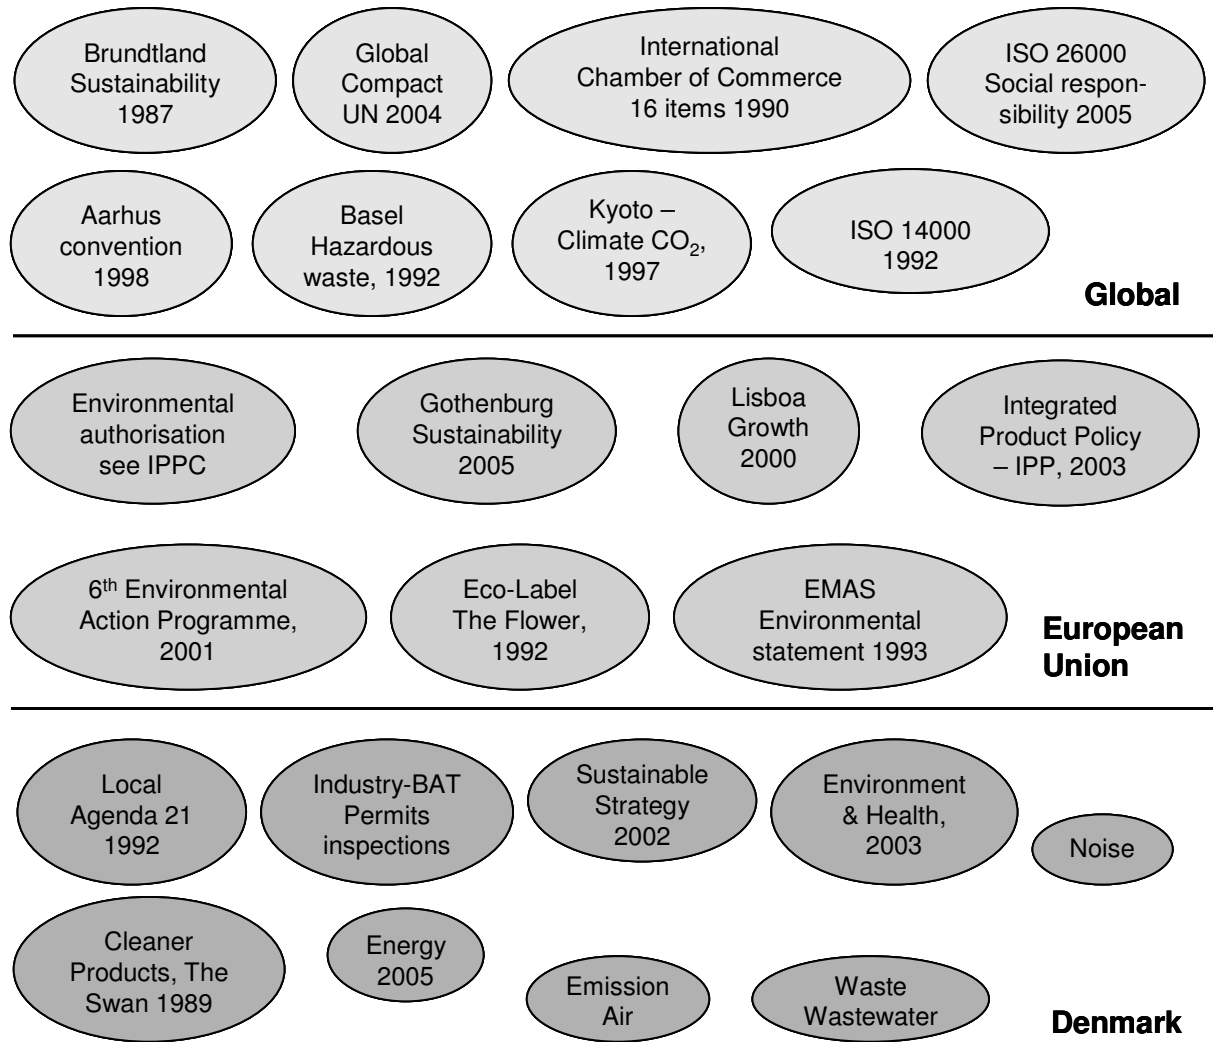 Brundtland
Sustainability
1987
Global
Compact
UN 2004
International
Chamber of Commerce
16 items 1990
ISO 26000
Social respon-
sibility 2005
Aarhus
convention
1998
Basel
Hazardous
waste, 1992
Kyoto –
Climate CO₂,
1997
ISO 14000
1992
Global
Environmental
authorisation
see IPPC
Gothenburg
Sustainability
2005
Lisboa
Growth
2000
Integrated
Product Policy
– IPP, 2003
6th Environmental
Action Programme,
2001
Eco-Label
The Flower,
1992
EMAS
Environmental
statement 1993
European
Union
Local
Agenda 21
1992
Industry-BAT
Permits
inspections
Sustainable
Strategy
2002
Environment
& Health,
2003
Noise
Cleaner
Products, The
Swan 1989
Energy
2005
Emission
Air
Waste
Wastewater
Denmark